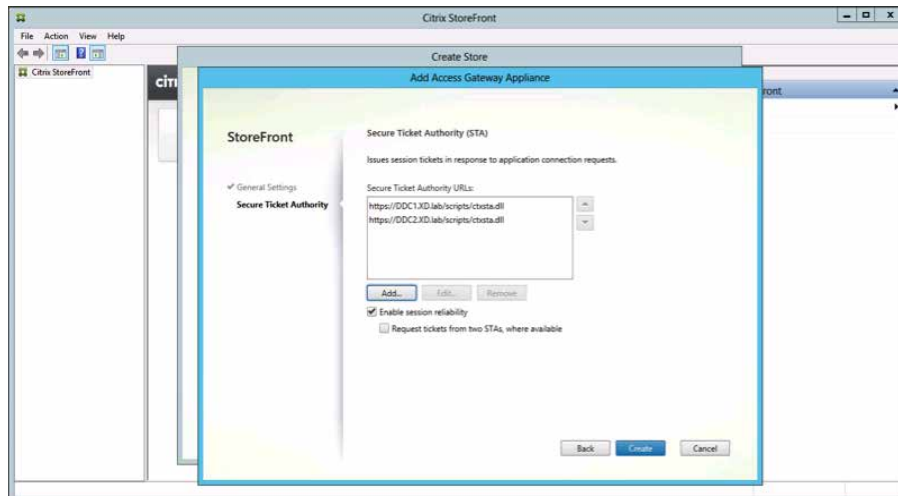 Citrix StoreFront
File Action View Help
Create Store
Citrix StoreFront
Add Access Gateway Appliance
ront
StoreFront
Secure Ticket Authority (STA)
Issues session tickets in response to application connection requests.
General Settings
Secure Ticket Authority
Secure Ticket Authority URLs:
https://DDC1.XD.lab/scripts/ctxsta.dll
https://DDC2.XD.lab/scripts/ctxsta.dll
Add... Edit... Remove
Enable session reliability
Request tickets from two STAs, where available
Back Create Cancel